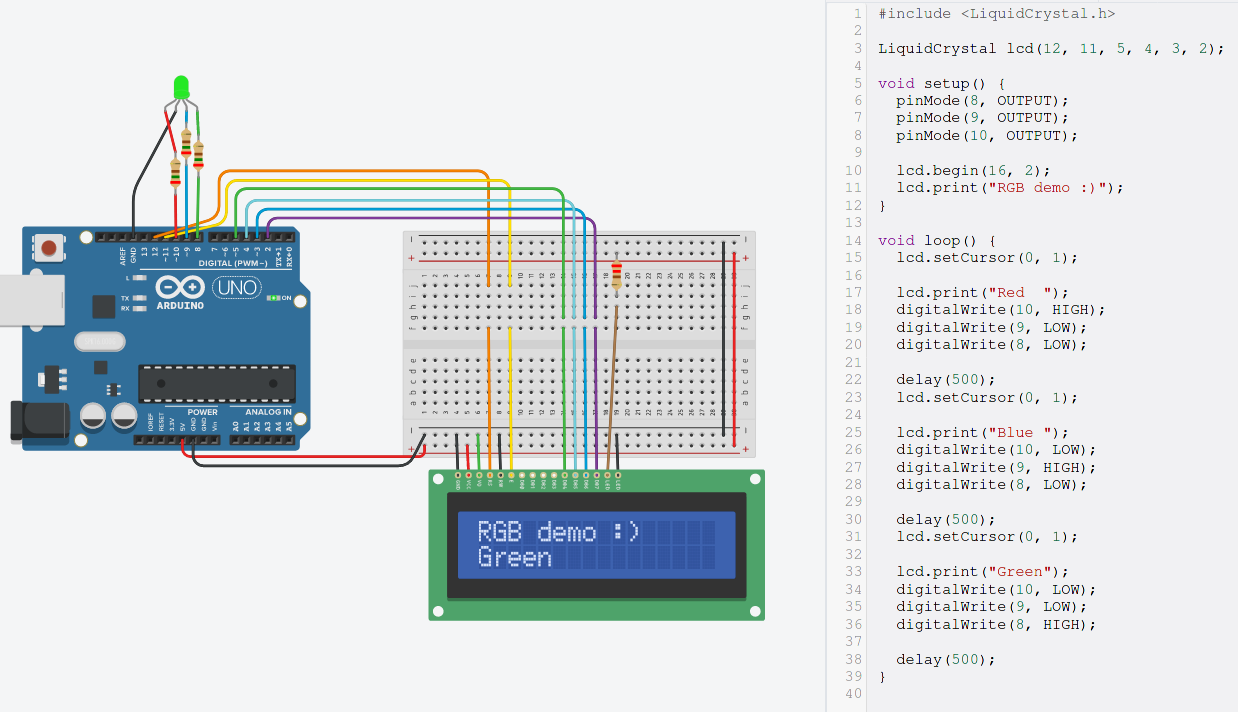 AREF
GND
13
12
~11
~10
~9
8
7
~6
~5
4
~3
2
TX→1
RX←0
DIGITAL (PWM~)
L
TX
RX
UNO
ARDUINO
ON
POWER
ANALOG IN
IOREF
RESET
3.3V
5V
GND
GND
Vin
A0
A1
A2
A3
A4
A5
RGB demo :)
Green
1 #include <LiquidCrystal.h>
2
3 LiquidCrystal lcd(12, 11, 5, 4, 3, 2);
4
5 void setup() {
6 pinMode(8, OUTPUT);
7 pinMode(9, OUTPUT);
8 pinMode(10, OUTPUT);
9
10 lcd.begin(16, 2);
11 lcd.print("RGB demo :)");
12 }
13
14 void loop() {
15 lcd.setCursor(0, 1);
16
17 lcd.print("Red  ");
18 digitalWrite(10, HIGH);
19 digitalWrite(9, LOW);
20 digitalWrite(8, LOW);
21
22 delay(500);
23 lcd.setCursor(0, 1);
24
25 lcd.print("Blue ");
26 digitalWrite(10, LOW);
27 digitalWrite(9, HIGH);
28 digitalWrite(8, LOW);
29
30 delay(500);
31 lcd.setCursor(0, 1);
32
33 lcd.print("Green");
34 digitalWrite(10, LOW);
35 digitalWrite(9, LOW);
36 digitalWrite(8, HIGH);
37
38 delay(500);
39 }
40